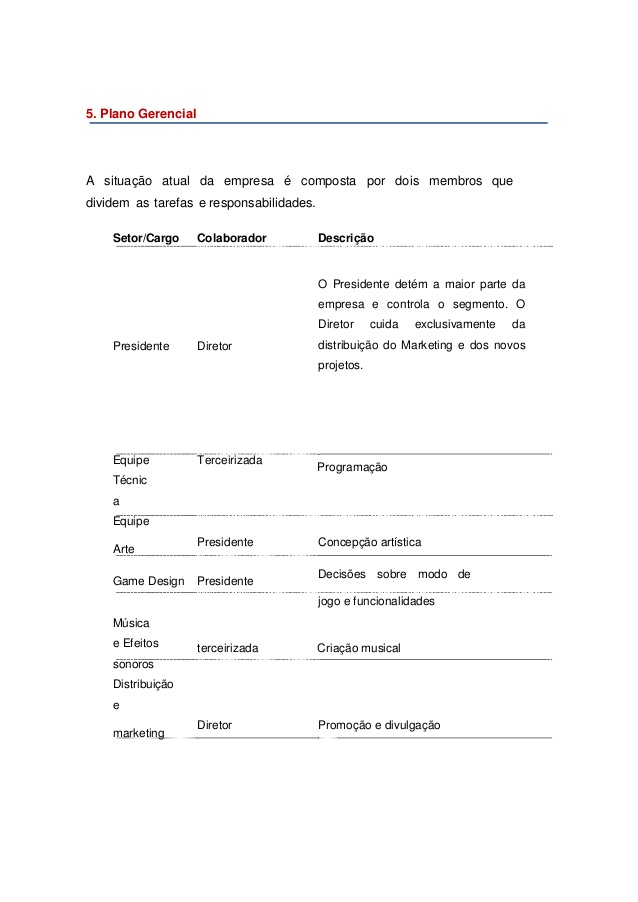 5. Plano Gerencial
A situação atual da empresa é composta por dois membros que
dividem as tarefas e responsabilidades.
Setor/Cargo Colaborador Descrição
O Presidente detém a maior parte da
empresa e controla o segmento. O
Diretor cuida exclusivamente da
Presidente Diretor distribuição do Marketing e dos novos
projetos.
Equipe Terceirizada Programação
Técnic
a
Equipe
Arte Presidente Concepção artística
Game Design Presidente Decisões sobre modo de
jogo e funcionalidades
Música
e Efeitos
sonoros terceirizada Criação musical
Distribuição
e
marketing Diretor Promoção e divulgação